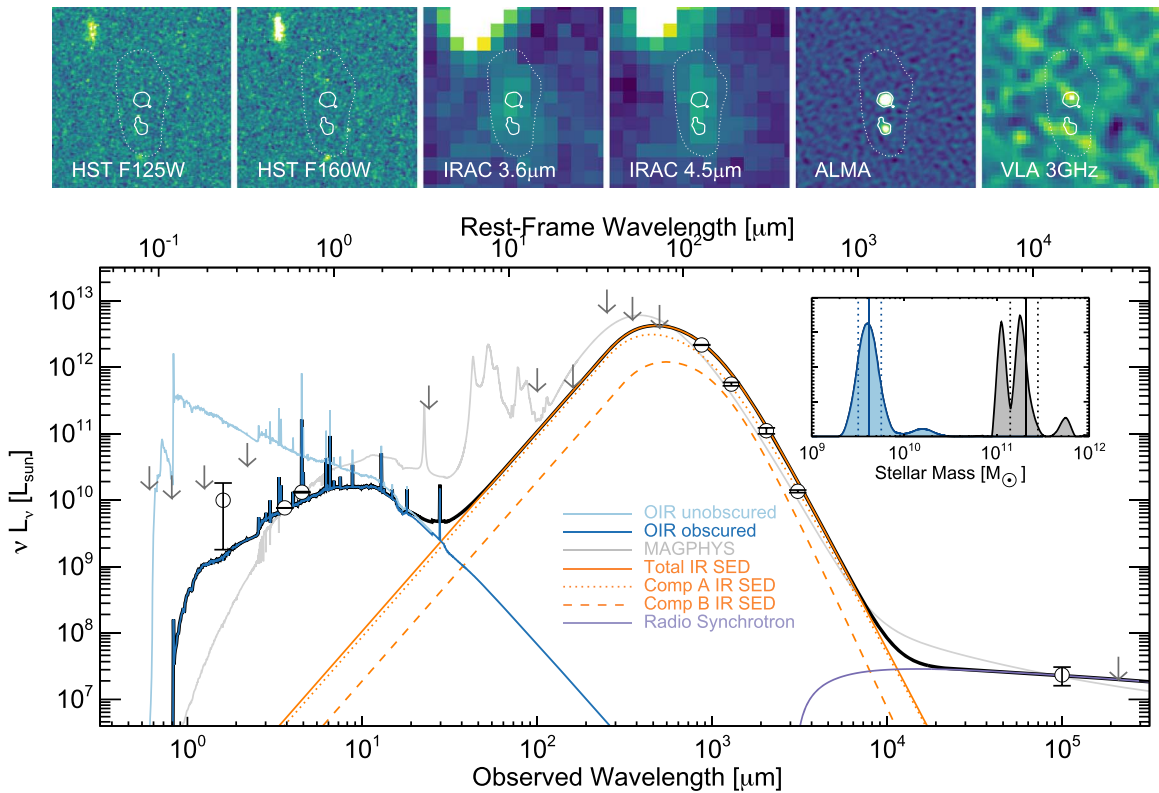 HST F125W
HST F160W
IRAC 3.6μm
IRAC 4.5μm
ALMA
VLA 3GHz
Rest-Frame Wavelength [μm]
10⁻¹ 10⁰ 10¹ 10² 10³ 10⁴
10¹³
10¹²
10¹¹
10¹⁰
10⁹
10⁸
10⁷
ν Lν [Lsun]
10⁹ 10¹⁰ 10¹¹ 10¹²
Stellar Mass [M☉]
OIR unobscured
OIR obscured
MAGPHYS
Total IR SED
Comp A IR SED
Comp B IR SED
Radio Synchrotron
10⁰ 10¹ 10² 10³ 10⁴ 10⁵
Observed Wavelength [μm]